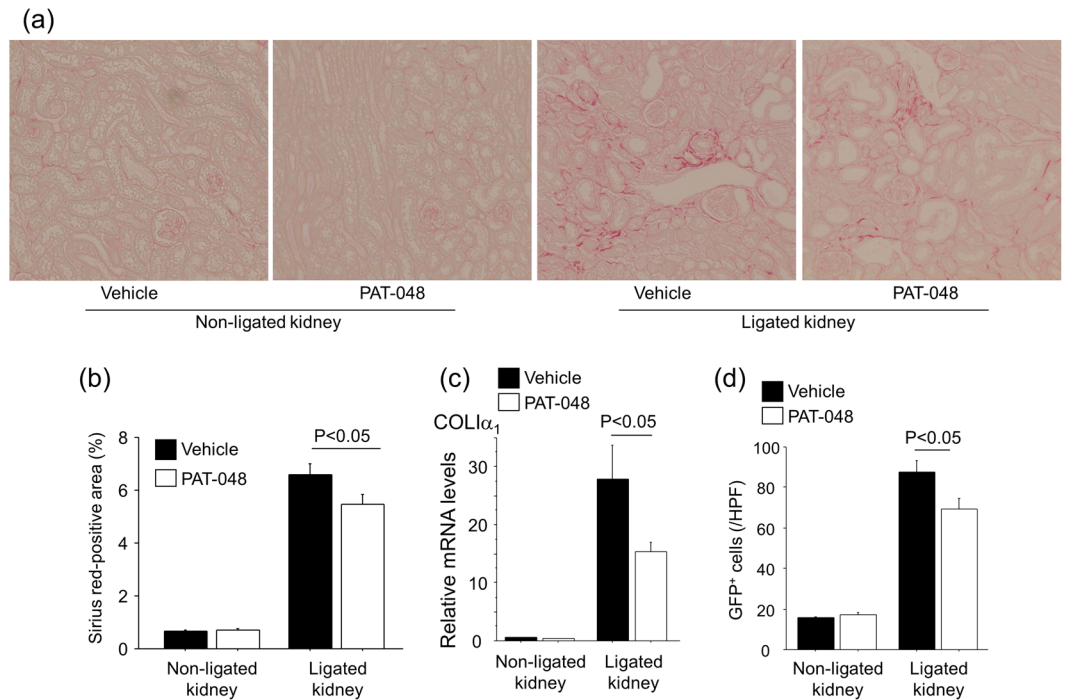 (a)
Vehicle PAT-048 Vehicle PAT-048
Non-ligated kidney Ligated kidney
(b)
Vehicle
PAT-048
P<0.05
Sirius red-positive area (%)
8
6
4
2
0
Non-ligated
kidney
Ligated
kidney
(c)
Vehicle
PAT-048
COLIα1
P<0.05
Relative mRNA levels
30
20
10
0
Non-ligated
kidney
Ligated
kidney
(d)
Vehicle
PAT-048
P<0.05
GFP+ cells (/HPF)
100
80
60
40
20
0
Non-ligated
kidney
Ligated
kidney